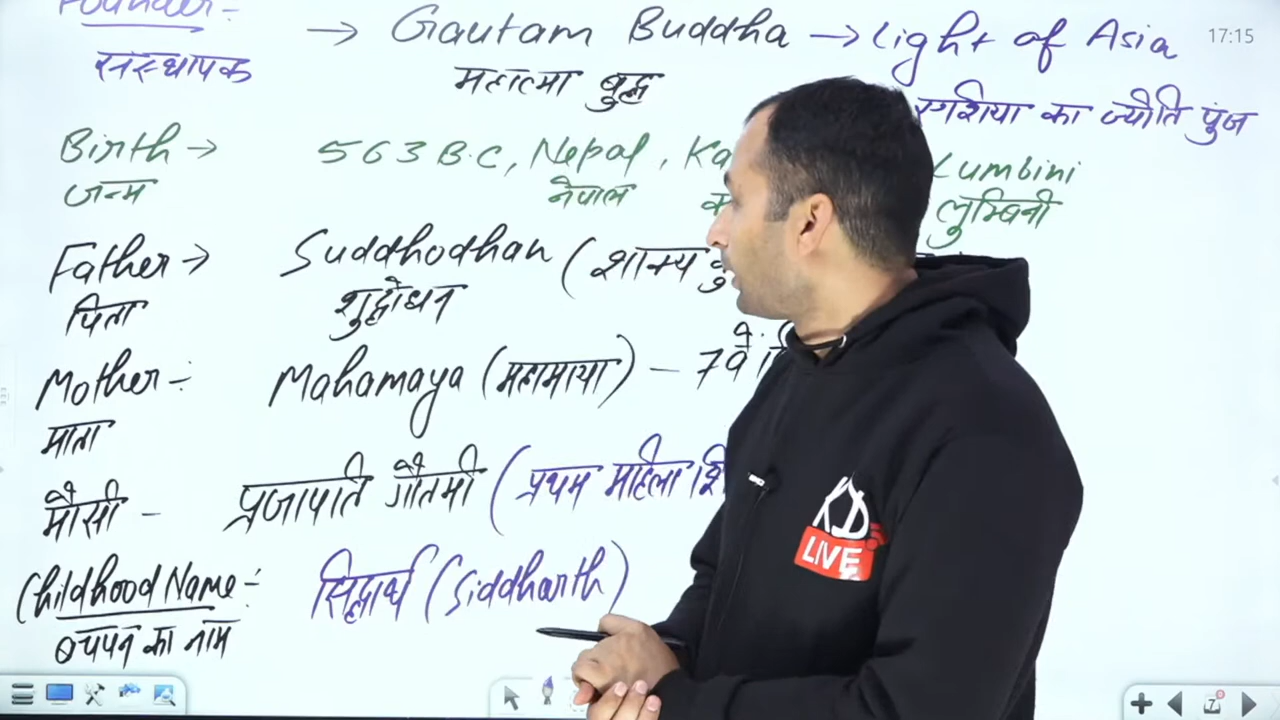 Founder :-
→ Gautam Buddha → Light of Asia
17:15
संस्थापक
महात्मा बुद्ध
एशिया का ज्योति पुंज
Birth → 563 B.C, Nepal, Ka Lumbini
जन्म नेपाल क लुम्बिनी
Father → Suddhodhan (शाक्य कु
पिता शुद्धोधन
Mother :- Mahamaya (महामाया) – 7वें
माता
मौसी – प्रजापति गौतमी (प्रथम महिला शि
Childhood Name :- सिद्धार्थ (Siddharth)
बचपन का नाम
KD
LIVE
7